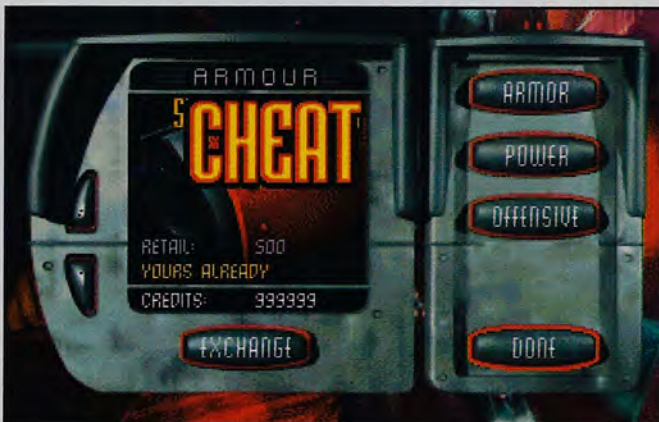 ARMOUR
CHEAT
RETAIL: 500
YOURS ALREADY
CREDITS: 999999
EXCHANGE
ARMOR
POWER
OFFENSIVE
DONE